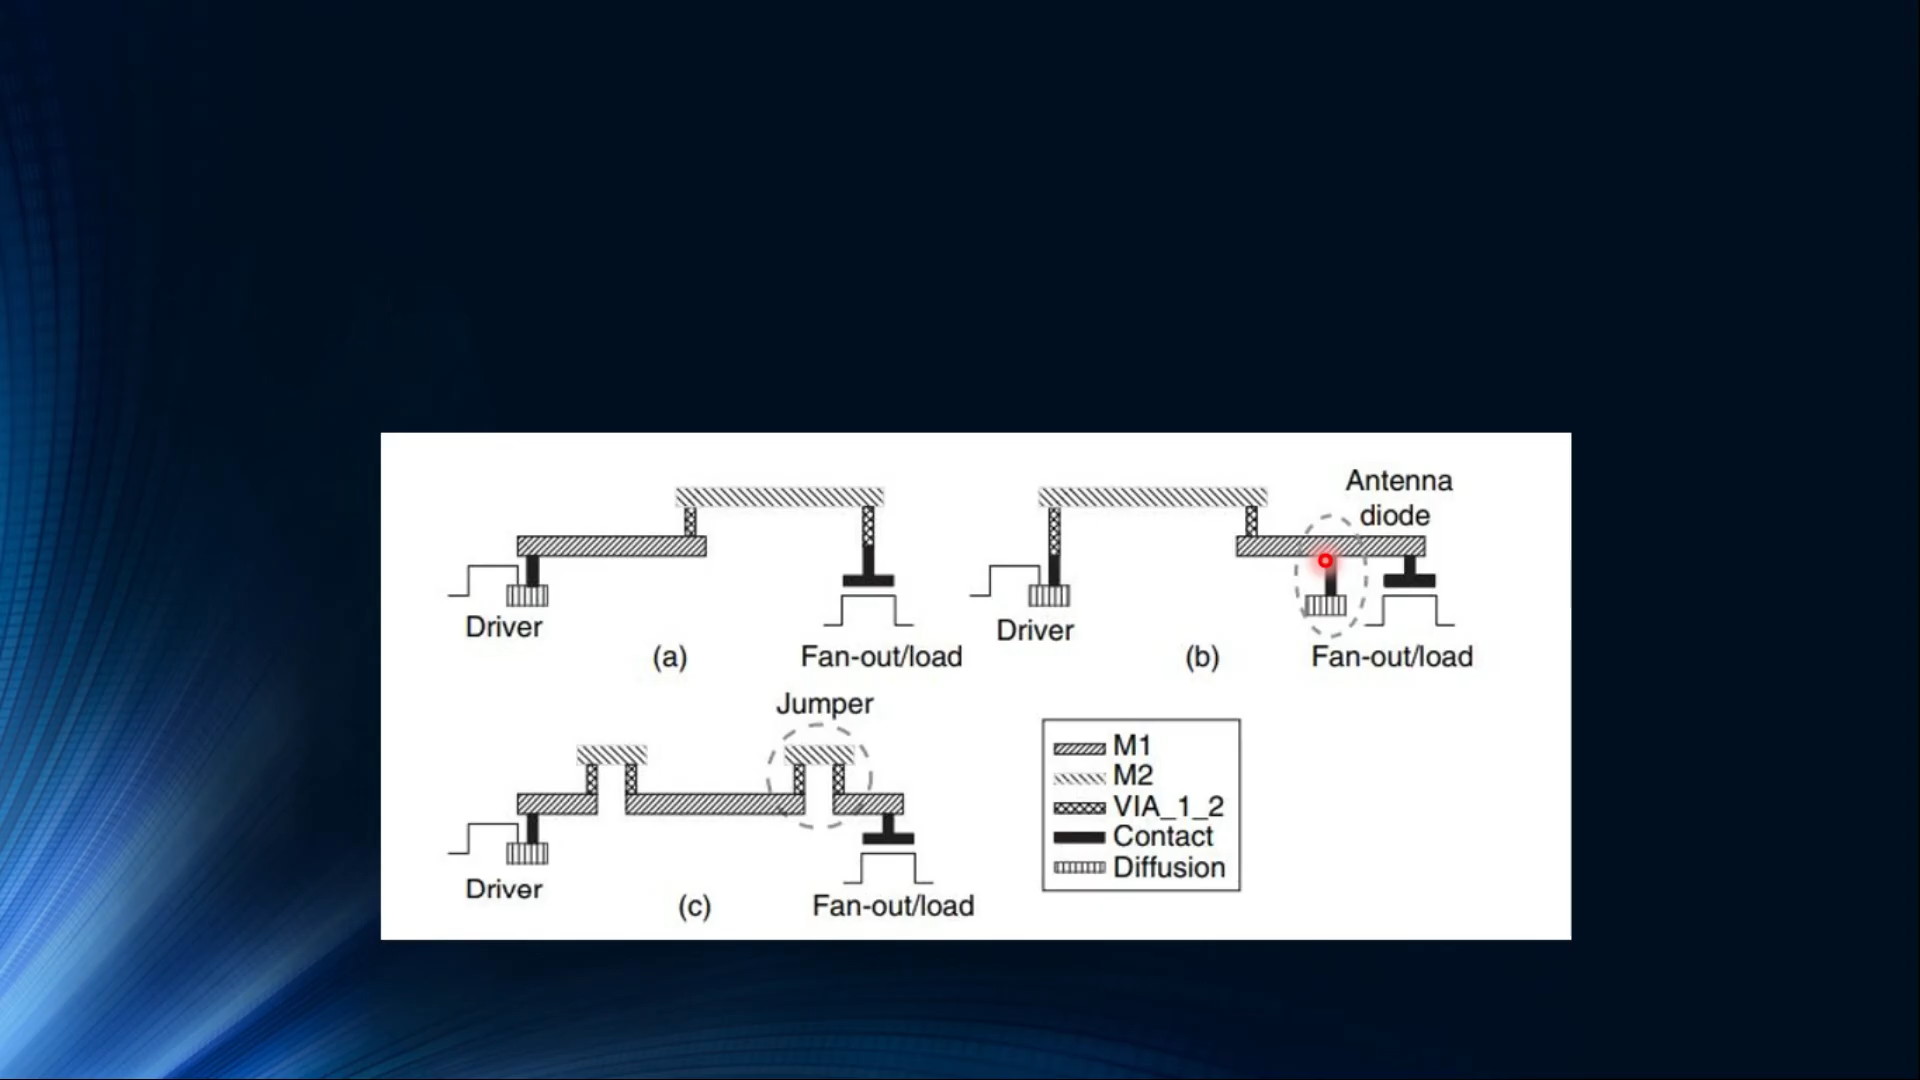 Antenna
diode
Driver
(a)
Fan-out/load
Driver
(b)
Fan-out/load
Jumper
Driver
(c)
Fan-out/load
M1
M2
VIA_1_2
Contact
Diffusion